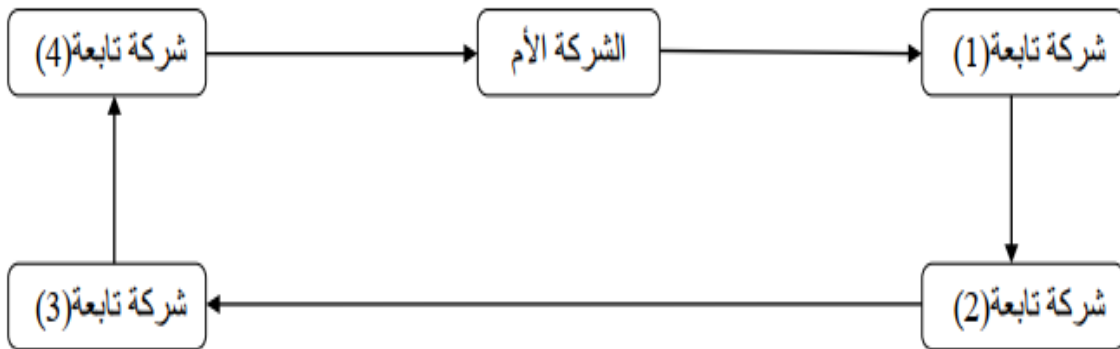 شركة تابعة(1)
الشركة الأم
شركة تابعة(4)
شركة تابعة(2)
شركة تابعة(3)